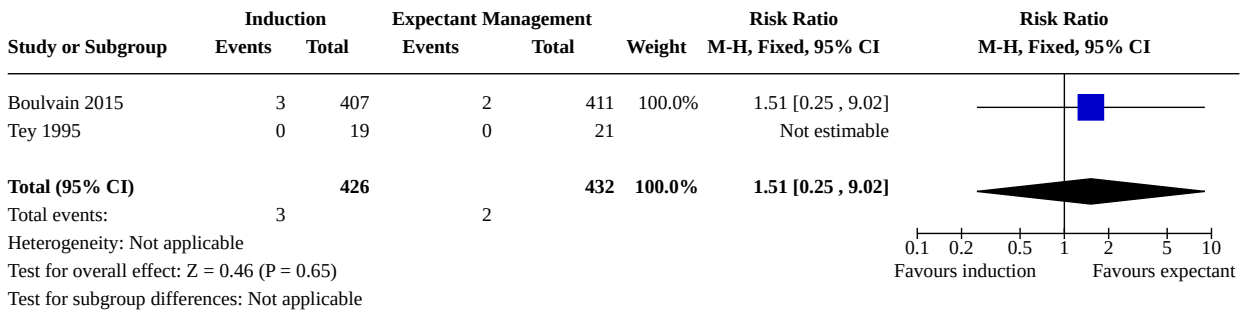 Induction Expectant Management Risk Ratio Risk Ratio
Study or Subgroup Events Total Events Total Weight M-H, Fixed, 95% CI M-H, Fixed, 95% CI
Boulvain 2015 3 407 2 411 100.0% 1.51 [0.25 , 9.02]
Tey 1995 0 19 0 21 Not estimable
Total (95% CI) 426 432 100.0% 1.51 [0.25 , 9.02]
Total events: 3 2
Heterogeneity: Not applicable
0.1 0.2 0.5 1 2 5 10
Test for overall effect: Z = 0.46 (P = 0.65)
Favours induction Favours expectant
Test for subgroup differences: Not applicable